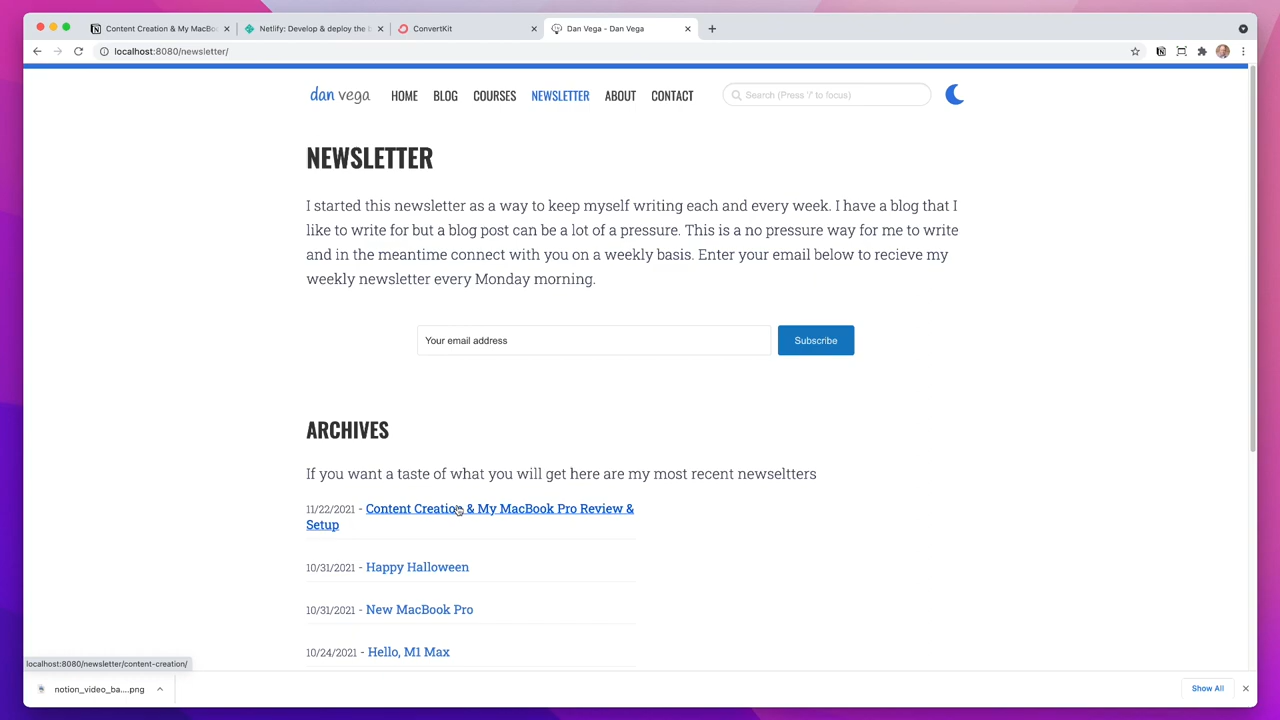 Content Creation & My MacBo
Netlify: Develop & deploy the b
ConvertKit
Dan Vega - Dan Vega
localhost:8080/newsletter/
dan vega
HOME
BLOG
COURSES
NEWSLETTER
ABOUT
CONTACT
Search (Press '/' to focus)
NEWSLETTER
I started this newsletter as a way to keep myself writing each and every week. I have a blog that I
like to write for but a blog post can be a lot of a pressure. This is a no pressure way for me to write
and in the meantime connect with you on a weekly basis. Enter your email below to recieve my
weekly newsletter every Monday morning.
Your email address
Subscribe
ARCHIVES
If you want a taste of what you will get here are my most recent newseltters
11/22/2021 - Content Creation & My MacBook Pro Review &
Setup
10/31/2021 - Happy Halloween
10/31/2021 - New MacBook Pro
10/24/2021 - Hello, M1 Max
localhost:8080/newsletter/content-creation/
notion_video_ba....png
Show All